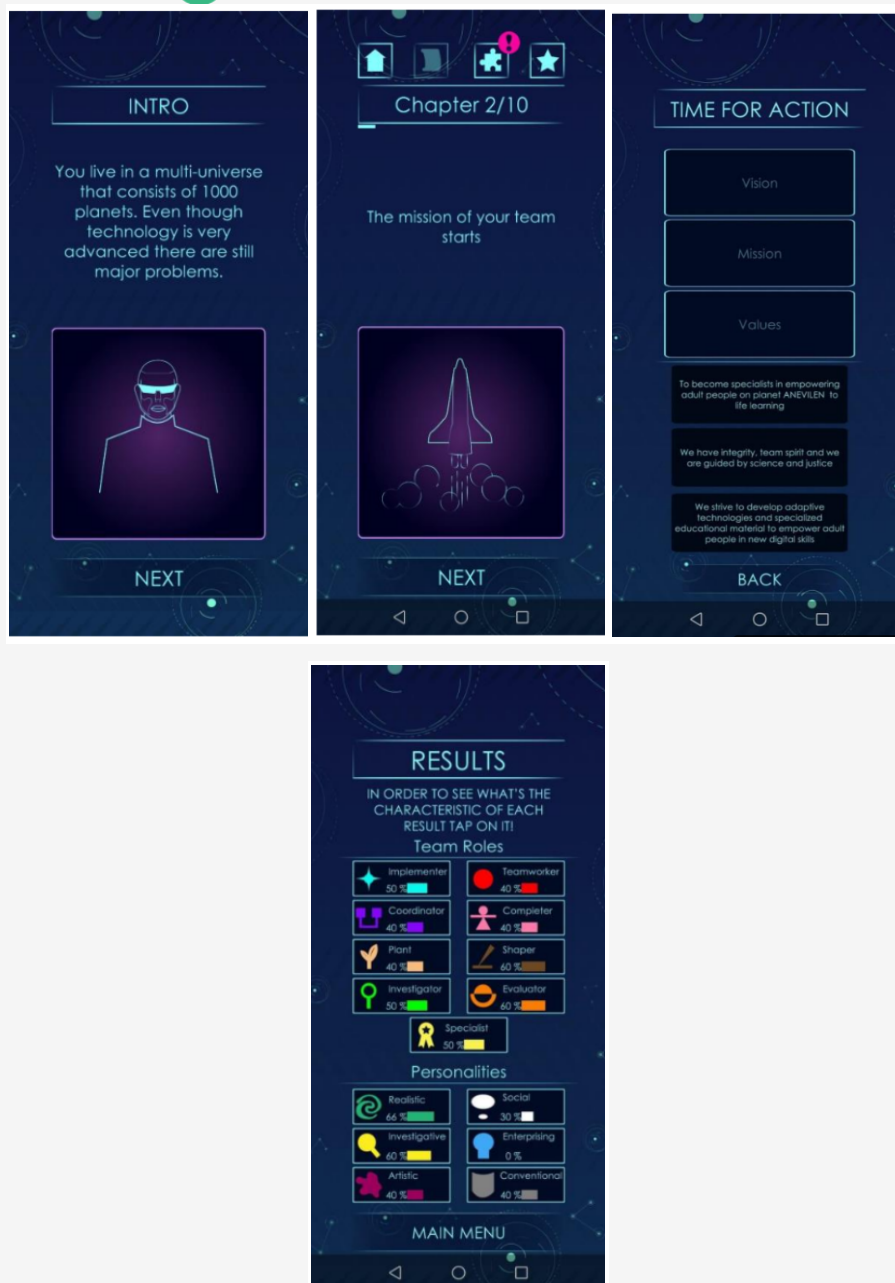 INTRO
You live in a multi-universe
that consists of 1000
planets. Even though
technology is very
advanced there are still
major problems.
NEXT
!
Chapter 2/10
The mission of your team
starts
NEXT
TIME FOR ACTION
Vision
Mission
Values
To become specialists in empowering
adult people on planet ANEVILEN to
life learning
We have integrity, team spirit and we
are guided by science and justice
We strive to develop adaptive
technologies and specialized
educational material to empower adult
people in new digital skills
BACK
RESULTS
IN ORDER TO SEE WHAT'S THE
CHARACTERISTIC OF EACH
RESULT TAP ON IT!
Team Roles
Implementer
50 %
Teamworker
40 %
Coordinator
40 %
Completer
40 %
Plant
40 %
Shaper
60 %
Investigator
50 %
Evaluator
60 %
Specialist
50 %
Personalities
Realistic
66 %
Social
30 %
Investigative
60 %
Enterprising
0 %
Artistic
40 %
Conventional
40 %
MAIN MENU